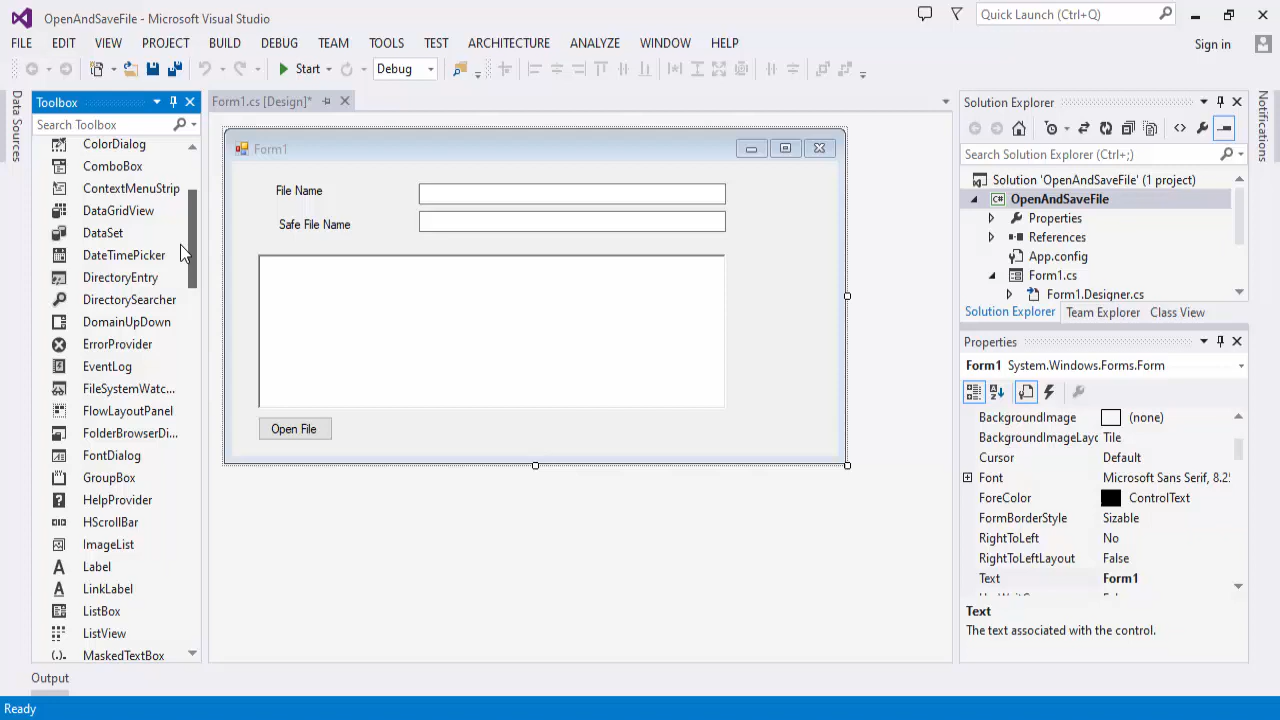 OpenAndSaveFile - Microsoft Visual Studio
Quick Launch (Ctrl+Q)
FILE EDIT VIEW PROJECT BUILD DEBUG TEAM TOOLS TEST ARCHITECTURE ANALYZE WINDOW HELP
Sign in
Start
Debug
Data Sources
Toolbox
Search Toolbox
ColorDialog
ComboBox
ContextMenuStrip
DataGridView
DataSet
DateTimePicker
DirectoryEntry
DirectorySearcher
DomainUpDown
ErrorProvider
EventLog
FileSystemWatc...
FlowLayoutPanel
FolderBrowserDi...
FontDialog
GroupBox
HelpProvider
HScrollBar
ImageList
Label
LinkLabel
ListBox
ListView
MaskedTextBox
Form1.cs [Design]*
Form1
File Name
Safe File Name
Open File
Solution Explorer
Search Solution Explorer (Ctrl+;)
Solution 'OpenAndSaveFile' (1 project)
C# OpenAndSaveFile
Properties
References
App.config
Form1.cs
Form1.Designer.cs
Solution Explorer Team Explorer Class View
Properties
Form1 System.Windows.Forms.Form
BackgroundImage (none)
BackgroundImageLayc Tile
Cursor Default
Font Microsoft Sans Serif, 8.2
ForeColor ControlText
FormBorderStyle Sizable
RightToLeft No
RightToLeftLayout False
Text Form1
Text
The text associated with the control.
Notifications
Output
Ready